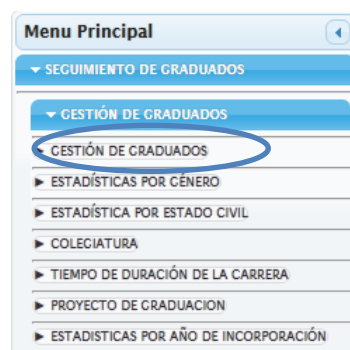 Menu Principal
SEGUIMIENTO DE GRADUADOS
GESTIÓN DE GRADUADOS
GESTIÓN DE GRADUADOS
ESTADÍSTICAS POR GÉNERO
ESTADÍSTICA POR ESTADO CIVIL
COLEGIATURA
TIEMPO DE DURACIÓN DE LA CARRERA
PROYECTO DE GRADUACION
ESTADISTICAS POR AÑO DE INCORPORACIÓN